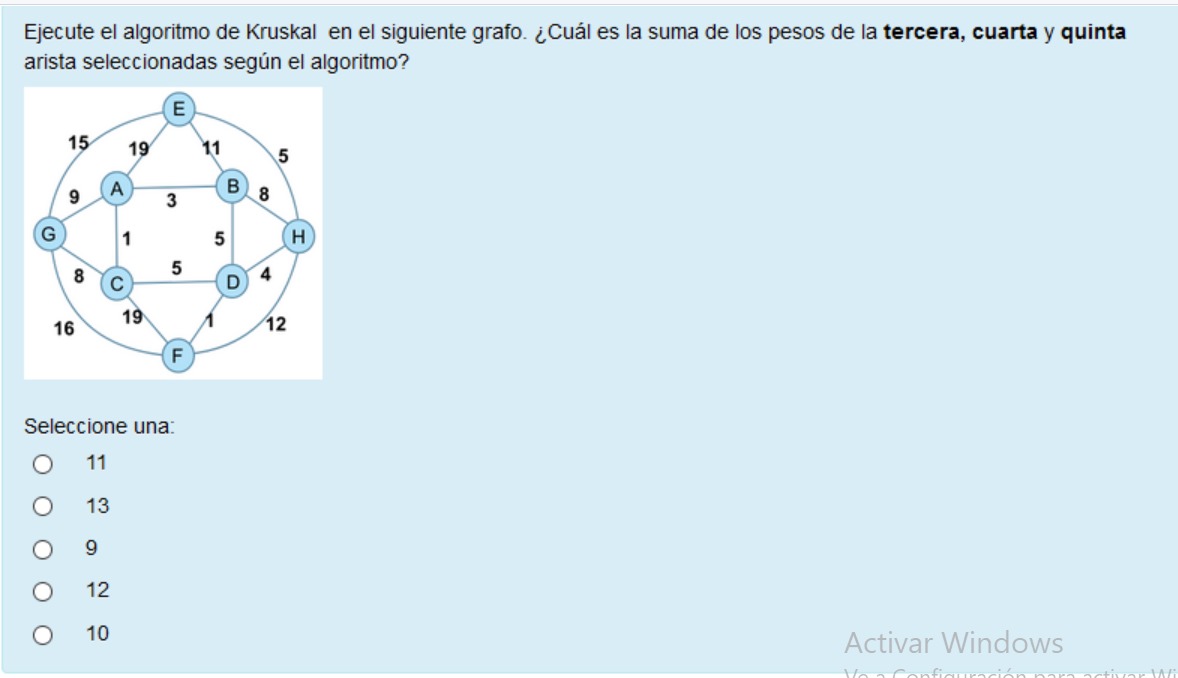 Ejecute el algoritmo de Kruskal en el siguiente grafo. ¿Cuál es la suma de los pesos de la tercera, cuarta y quinta
arista seleccionadas según el algoritmo?
E
15
19
11
5
A
B
9
3
8
G
1
5
H
8
C
5
D
4
16
19
1
12
F
Seleccione una:
11
13
9
12
10
Activar Windows
Ve a Configuración para activar Wi